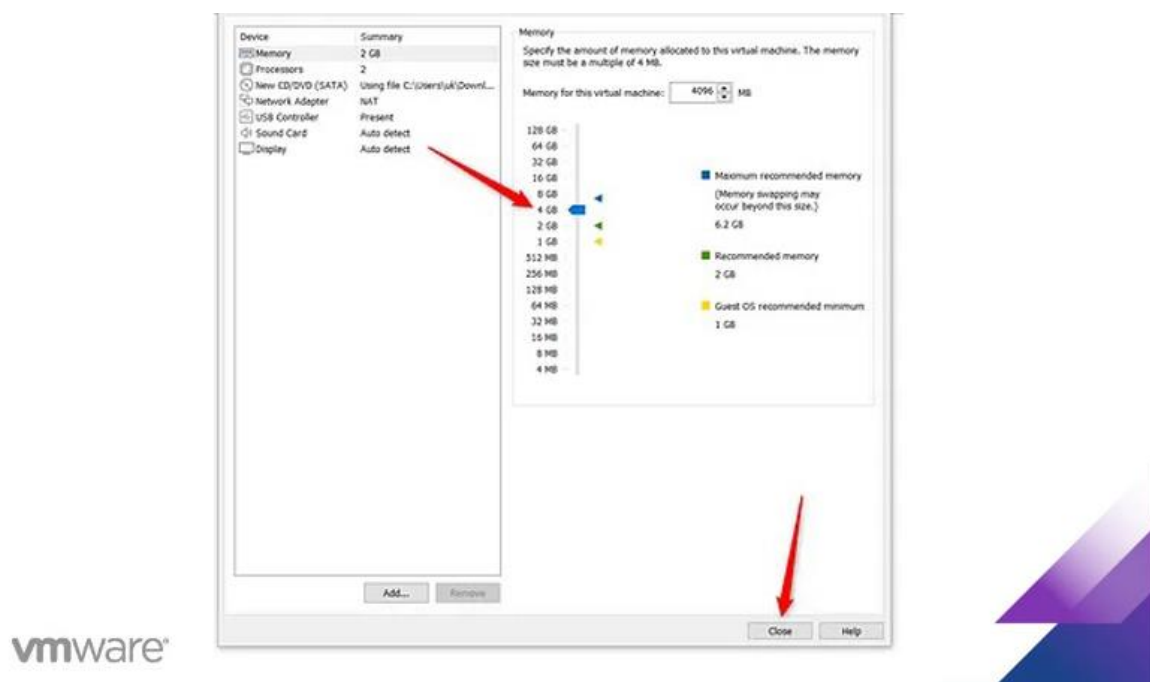 Device Summary
Memory 2 GB
Processors 2
New CD/DVD (SATA) Using file C:\Users\uk\Downl...
Network Adapter NAT
USB Controller Present
Sound Card Auto detect
Display Auto detect
Add... Remove
Memory
Specify the amount of memory allocated to this virtual machine. The memory
size must be a multiple of 4 MB.
Memory for this virtual machine: 4096 MB
128 GB
64 GB
32 GB
16 GB
8 GB
4 GB
2 GB
1 GB
512 MB
256 MB
128 MB
64 MB
32 MB
16 MB
8 MB
4 MB
Maximum recommended memory
(Memory swapping may
occur beyond this size.)
6.2 GB
Recommended memory
2 GB
Guest OS recommended minimum
1 GB
Close Help
vmware®